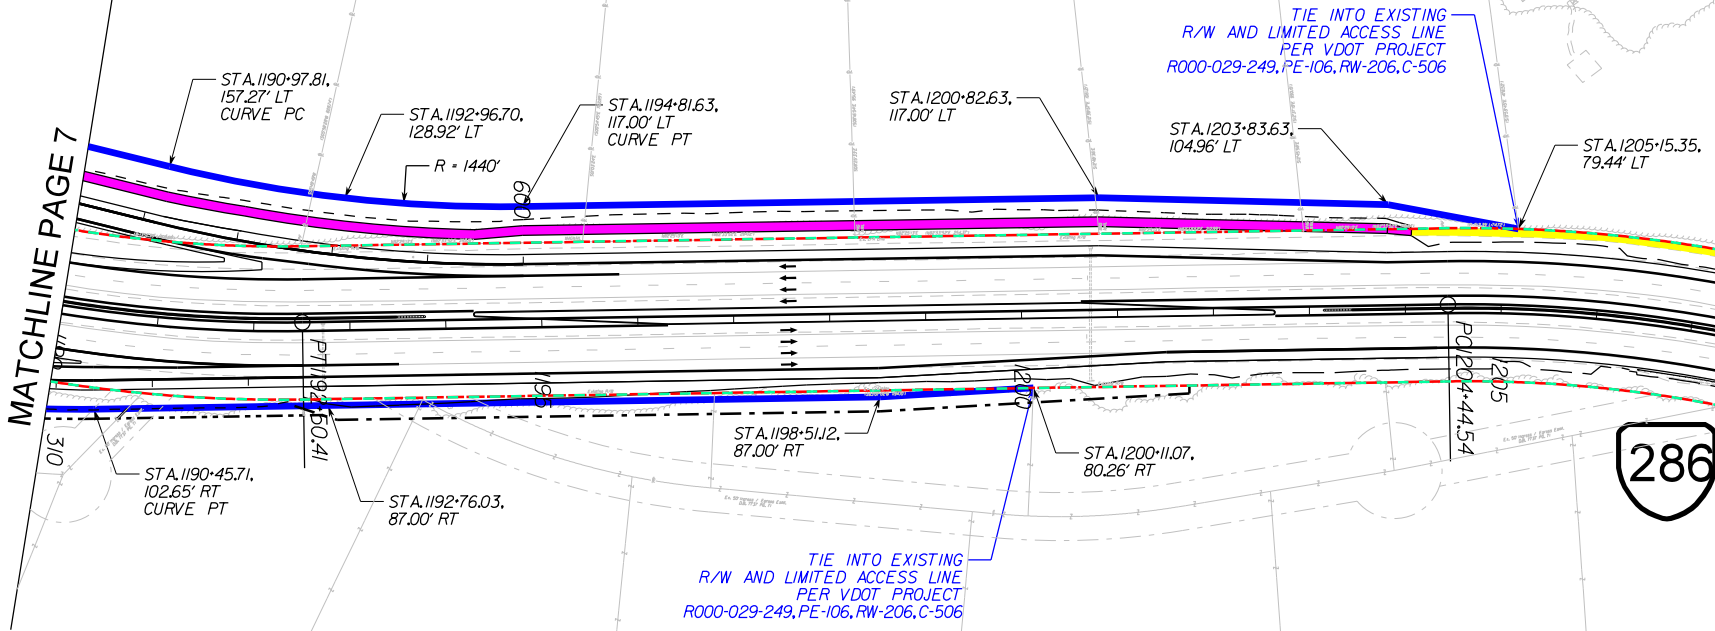 TIE INTO EXISTING
R/W AND LIMITED ACCESS LINE
PER VDOT PROJECT
R000-029-249, PE-106, RW-206, C-506
STA. 1190+97.81,
157.27' LT
CURVE PC
STA. 1192+96.70,
128.92' LT
R = 1440'
STA. 1194+81.63,
117.00' LT
CURVE PT
STA. 1200+82.63,
117.00' LT
STA. 1203+83.63,
104.96' LT
STA. 1205+15.35,
79.44' LT
MATCHLINE PAGE 7
600
310
PT 1192+50.41
1195
1200
PC 1204+44.54
1205
286
STA. 1190+45.71,
102.65' RT
CURVE PT
STA. 1192+76.03,
87.00' RT
STA. 1198+51.12,
87.00' RT
STA. 1200+11.07,
80.26' RT
TIE INTO EXISTING
R/W AND LIMITED ACCESS LINE
PER VDOT PROJECT
R000-029-249, PE-106, RW-206, C-506